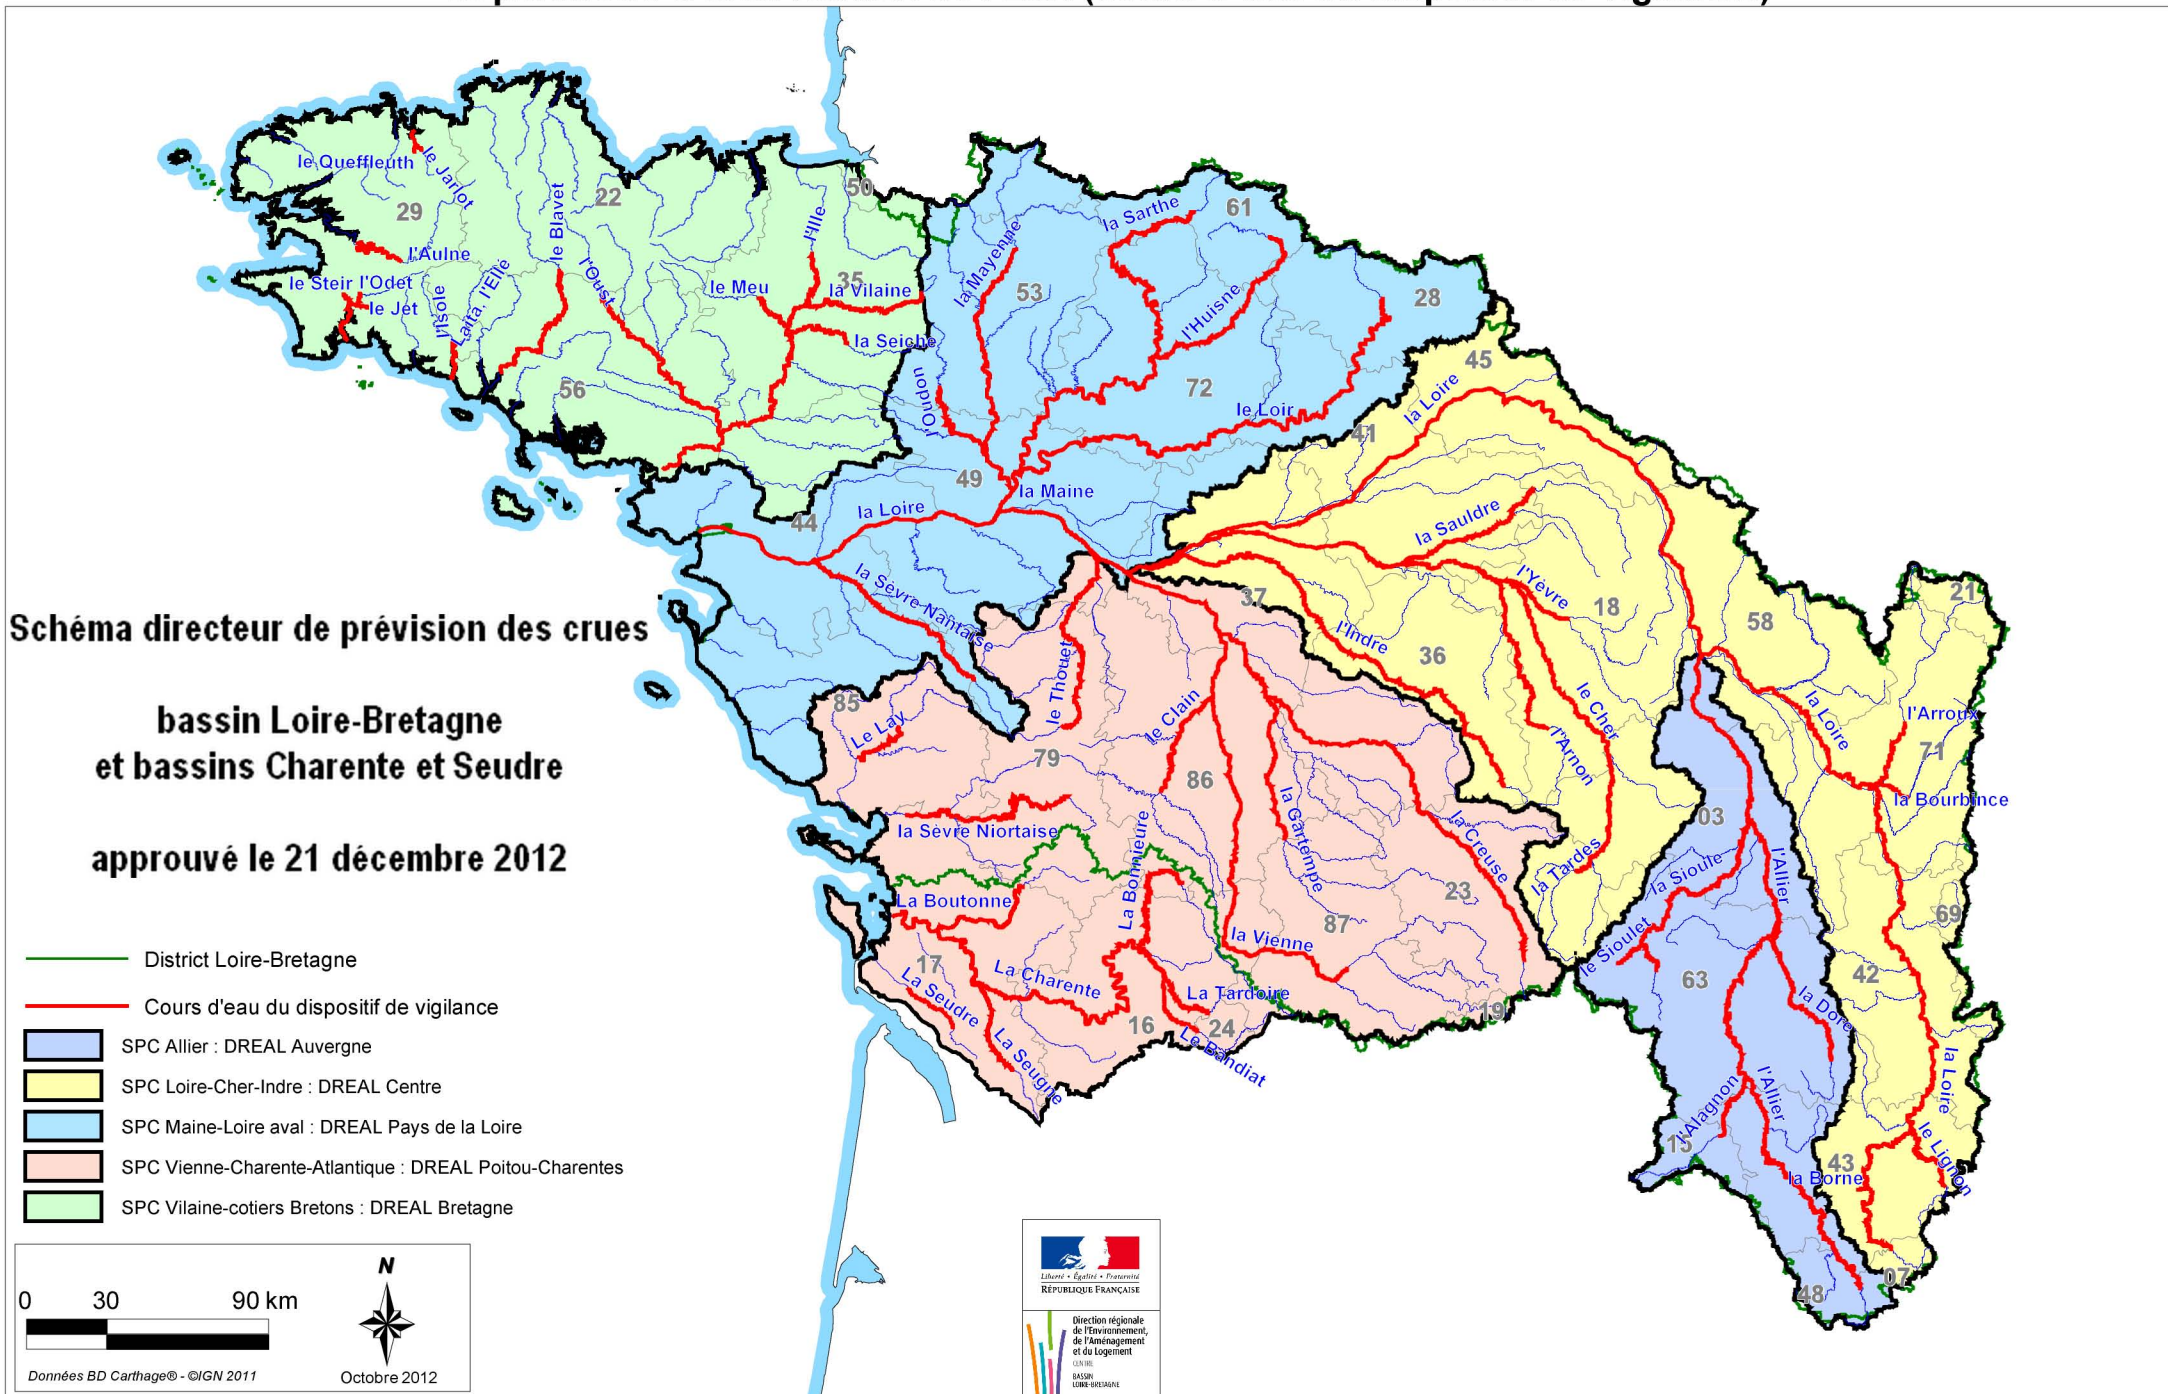 le Queffleuth
le Jarlot
29
22
50
le Blavet
l'Ille
l'Aulne
le Steir l'Odet
le Jet
l'Isole
Laïta, l'Ellé
l'Oust
le Meu
35
la Vilaine
la Seiche
56
la Mayenne
53
la Sarthe
61
l'Huisne
28
72
l'Oudon
le Loir
49
la Maine
44
la Loire
la Sèvre Nantaise
45
41
la Loire
la Sauldre
l'Yèvre
18
37
l'Indre
36
le Cher
l'Arnon
58
21
la Loire
l'Arroux
71
la Bourbince
Schéma directeur de prévision des crues
bassin Loire-Bretagne
et bassins Charente et Seudre
approuvé le 21 décembre 2012
85
Le Lay
le Thouet
79
le Clain
86
la Gartempe
la Creuse
la Sèvre Niortaise
La Boutonne
La Bonnieure
23
87
la Vienne
17
La Seudre
La Charente
La Tardoire
16
24
Le Bandiat
La Seugne
19
la Tardes
03
la Sioule
l'Allier
le Sioulet
63
la Dore
69
42
la Loire
l'Alagnon
l'Allier
15
43
la Borne
le Lignon
07
48
District Loire-Bretagne
Cours d'eau du dispositif de vigilance
SPC Allier : DREAL Auvergne
SPC Loire-Cher-Indre : DREAL Centre
SPC Maine-Loire aval : DREAL Pays de la Loire
SPC Vienne-Charente-Atlantique : DREAL Poitou-Charentes
SPC Vilaine-cotiers Bretons : DREAL Bretagne
0 30 90 km
N
Données BD Carthage® - ©IGN 2011
Octobre 2012
Liberté • Égalité • Fraternité
RÉPUBLIQUE FRANÇAISE
Direction régionale
de l'Environnement,
de l'Aménagement
et du Logement
CENTRE
BASSIN
LOIRE-BRETAGNE